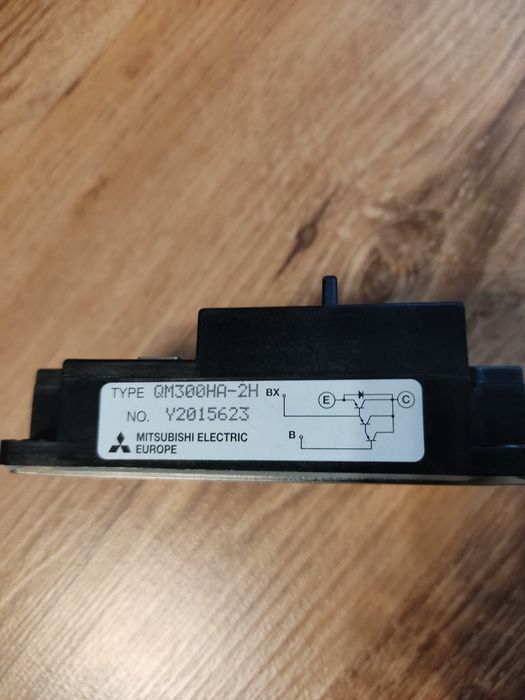 TYPE QM300HA-2H
NO. Y2015623
MITSUBISHI ELECTRIC
EUROPE
BX
E
C
B